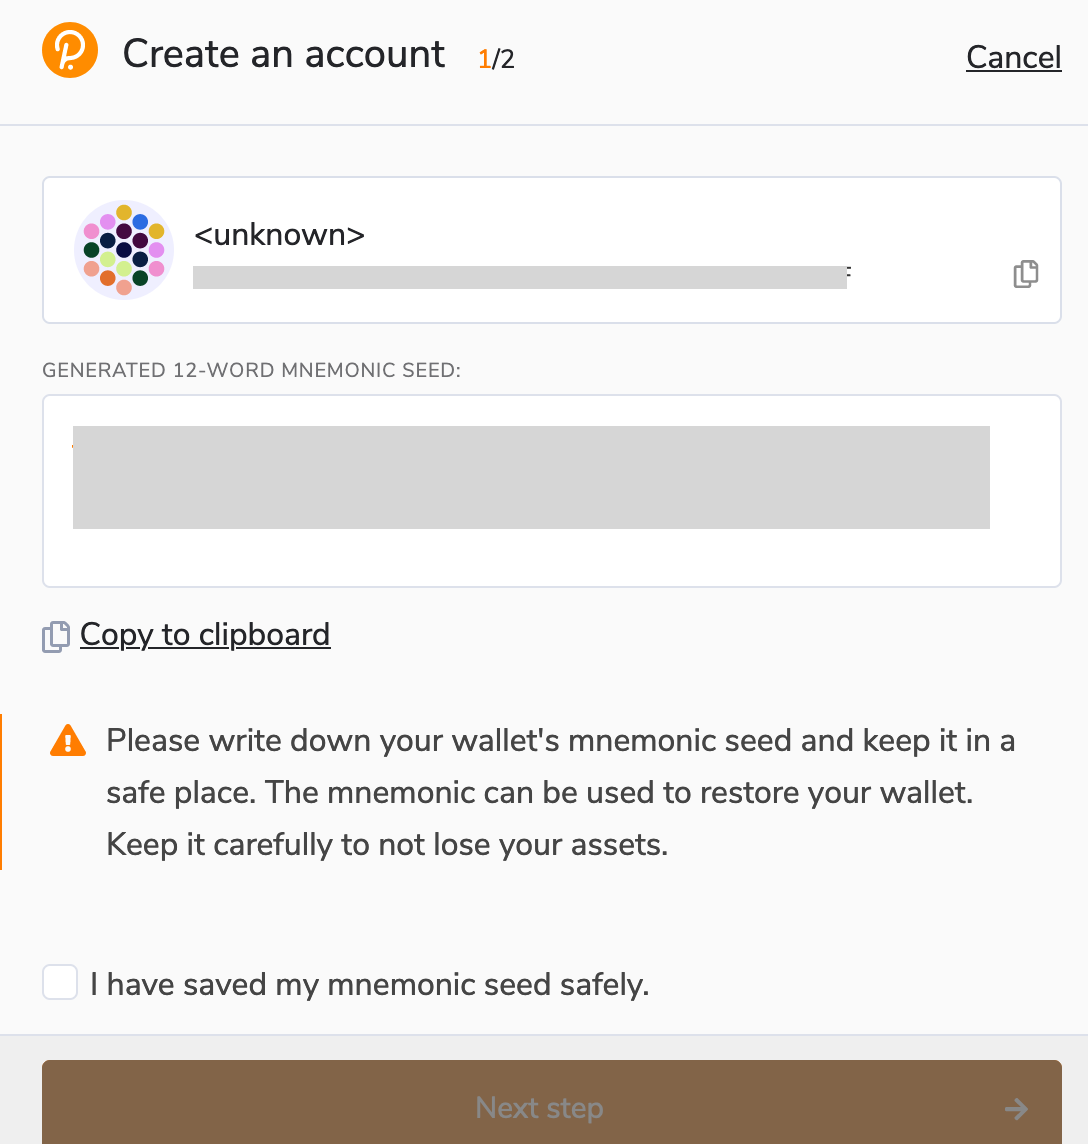 Create an account 1/2 Cancel
<unknown>
GENERATED 12-WORD MNEMONIC SEED:
Copy to clipboard
Please write down your wallet's mnemonic seed and keep it in a
safe place. The mnemonic can be used to restore your wallet.
Keep it carefully to not lose your assets.
I have saved my mnemonic seed safely.
Next step